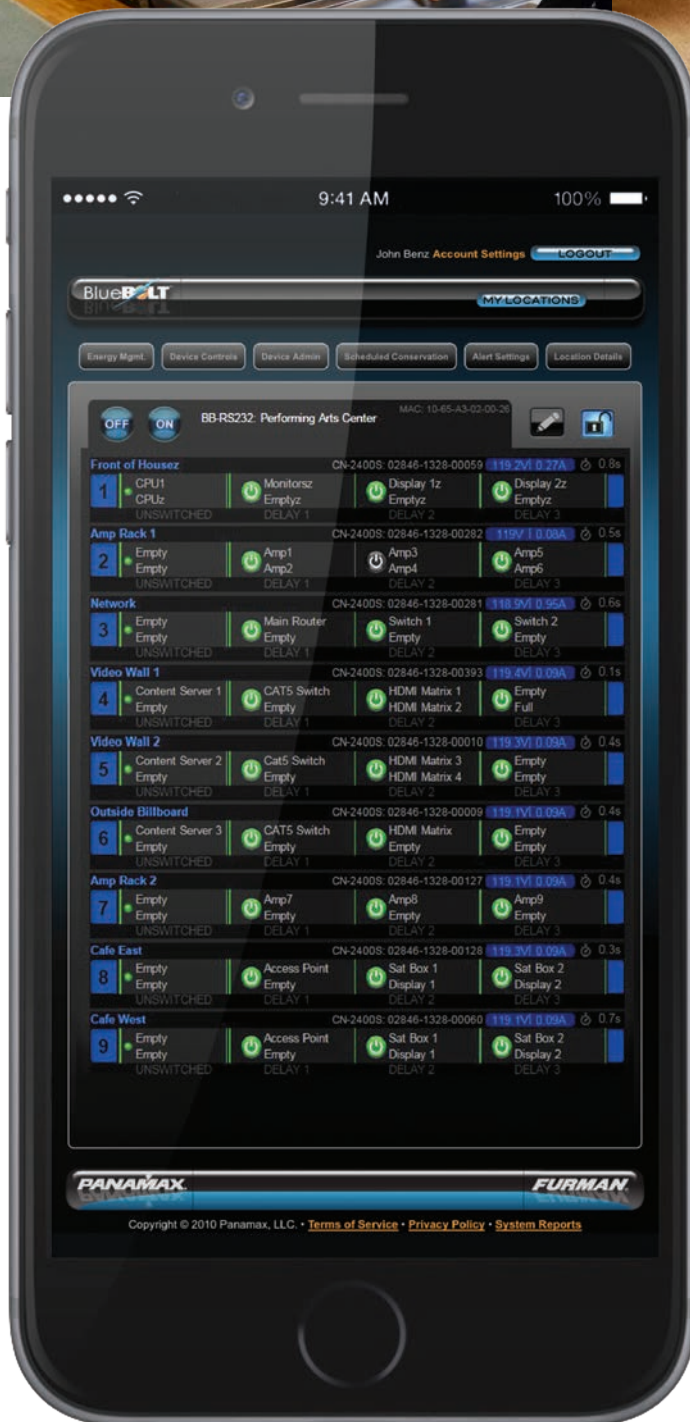 9:41 AM 100%
John Benz Account Settings LOGOUT
BlueBOLT
MY LOCATIONS
Energy Mgmt. Device Controls Device Admin Scheduled Conservation Alert Settings Location Details
OFF ON BB-RS232: Performing Arts Center MAC: 10-65-A3-02-00-26
Front of Housez CN-2400S: 02846-1328-00059 119.2V| 0.27A 0.8s
1 CPU1 Monitorsz Display 1z Display 2z
CPUz Emptyz Emptyz Emptyz
UNSWITCHED DELAY 1 DELAY 2 DELAY 3
Amp Rack 1 CN-2400S: 02846-1328-00282 119V | 0.08A 0.5s
2 Empty Amp1 Amp3 Amp5
Empty Amp2 Amp4 Amp6
UNSWITCHED DELAY 1 DELAY 2 DELAY 3
Network CN-2400S: 02846-1328-00281 118.9V| 0.95A 0.6s
3 Empty Main Router Switch 1 Switch 2
Empty Empty Empty Empty
UNSWITCHED DELAY 1 DELAY 2 DELAY 3
Video Wall 1 CN-2400S: 02846-1328-00393 119.4V| 0.09A 0.1s
4 Content Server 1 CAT5 Switch HDMI Matrix 1 Empty
Empty Empty HDMI Matrix 2 Full
UNSWITCHED DELAY 1 DELAY 2 DELAY 3
Video Wall 2 CN-2400S: 02846-1328-00010 119.3V| 0.09A 0.4s
5 Content Server 2 Cat5 Switch HDMI Matrix 3 Empty
Empty Empty HDMI Matrix 4 Empty
UNSWITCHED DELAY 1 DELAY 2 DELAY 3
Outside Billboard CN-2400S: 02846-1328-00009 119.1V| 0.09A 0.4s
6 Content Server 3 CAT5 Switch HDMI Matrix Empty
Empty Empty Empty Empty
UNSWITCHED DELAY 1 DELAY 2 DELAY 3
Amp Rack 2 CN-2400S: 02846-1328-00127 119.1V| 0.09A 0.4s
7 Empty Amp7 Amp8 Amp9
Empty Empty Empty Empty
UNSWITCHED DELAY 1 DELAY 2 DELAY 3
Cafe East CN-2400S: 02846-1328-00128 119.3V| 0.09A 0.3s
8 Empty Access Point Sat Box 1 Sat Box 2
Empty Empty Display 1 Display 2
UNSWITCHED DELAY 1 DELAY 2 DELAY 3
Cafe West CN-2400S: 02846-1328-00060 119.1V| 0.09A 0.7s
9 Empty Access Point Sat Box 1 Sat Box 2
Empty Empty Display 1 Display 2
UNSWITCHED DELAY 1 DELAY 2 DELAY 3
PANAMAX FURMAN
Copyright © 2010 Panamax, LLC. • Terms of Service • Privacy Policy • System Reports